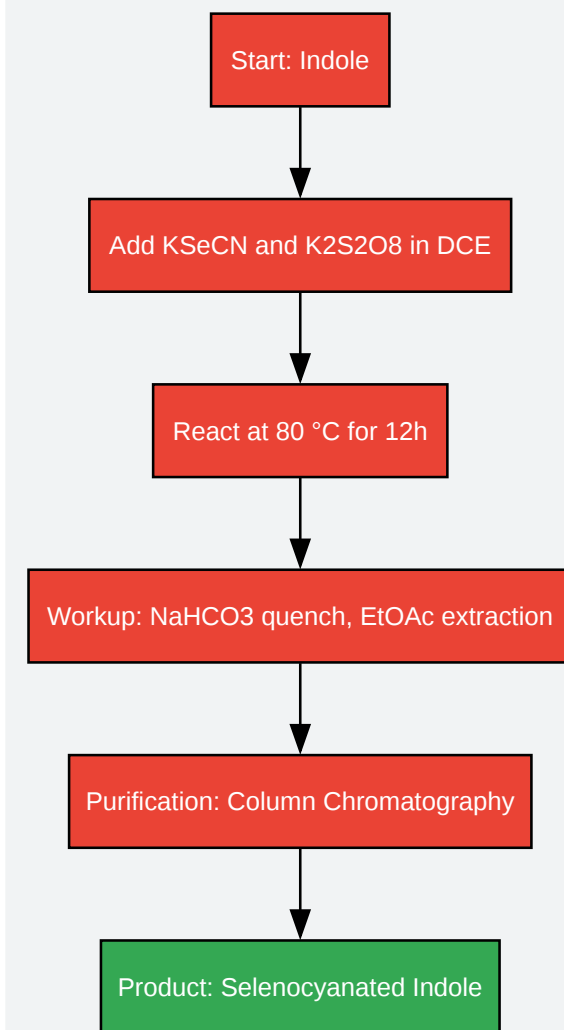 Start: Indole
Add KSeCN and K2S2O8 in DCE
React at 80 °C for 12h
Workup: NaHCO3 quench, EtOAc extraction
Purification: Column Chromatography
Product: Selenocyanated Indole